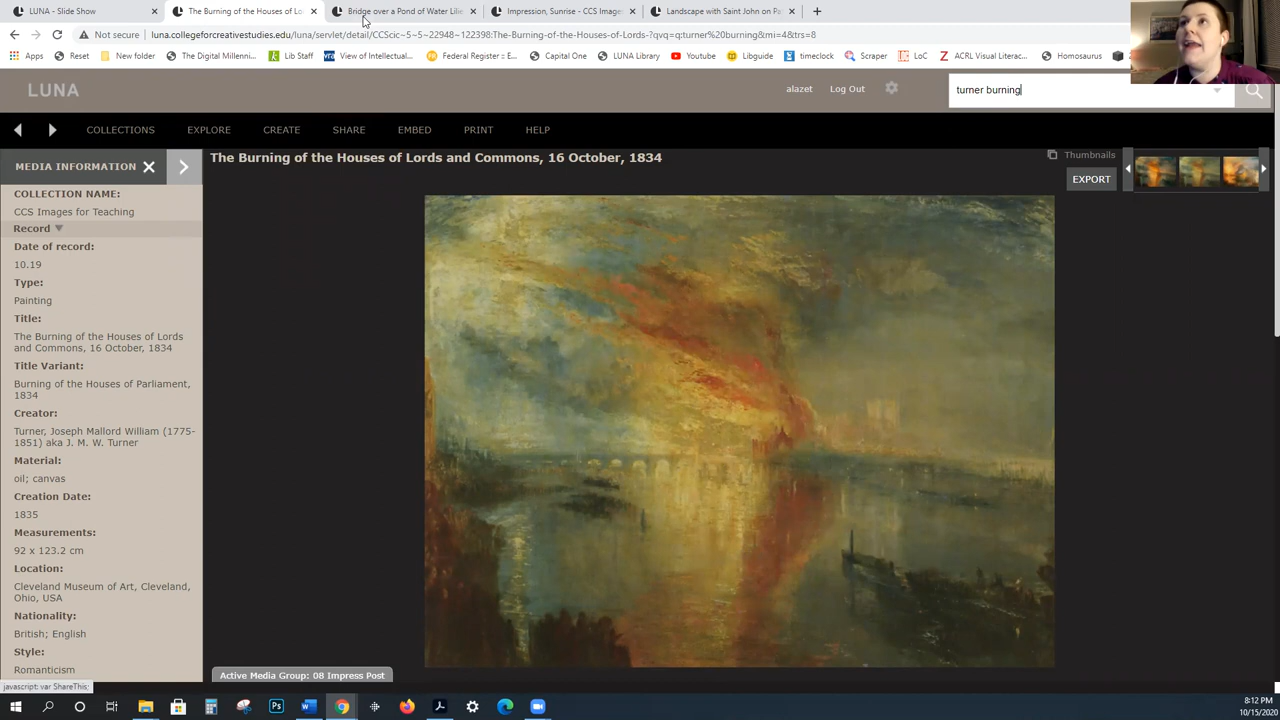 LUNA - Slide Show
The Burning of the Houses of Lo
Bridge over a Pond of Water Lilie
Impression, Sunrise - CCS Image
Landscape with Saint John on Pa
Not secure
luna.collegeforcreativestudies.edu/luna/servlet/detail/CCScic~5~5~22948~122398:The-Burning-of-the-Houses-of-Lords-?qvq=q:turner%20burning&mi=4&trs=8
Apps
Reset
New folder
The Digital Millenni...
Lib Staff
View of Intellectual...
Federal Register ::...
Capital One
LUNA Library
Youtube
Libguide
timeclock
Scraper
LoC
ACRL Visual Literac...
Homosaurus
LUNA
alazet
Log Out
turner burning
COLLECTIONS
EXPLORE
CREATE
SHARE
EMBED
PRINT
HELP
MEDIA INFORMATION
The Burning of the Houses of Lords and Commons, 16 October, 1834
Thumbnails
EXPORT
COLLECTION NAME:
CCS Images for Teaching
Record
Date of record:
10.19
Type:
Painting
Title:
The Burning of the Houses of Lords
and Commons, 16 October, 1834
Title Variant:
Burning of the Houses of Parliament,
1834
Creator:
Turner, Joseph Mallord William (1775-
1851) aka J. M. W. Turner
Material:
oil; canvas
Creation Date:
1835
Measurements:
92 x 123.2 cm
Location:
Cleveland Museum of Art, Cleveland,
Ohio, USA
Nationality:
British; English
Style:
Romanticism
Active Media Group: 08 Impress Post
javascript: var ShareThis;
8:12 PM
10/15/2020